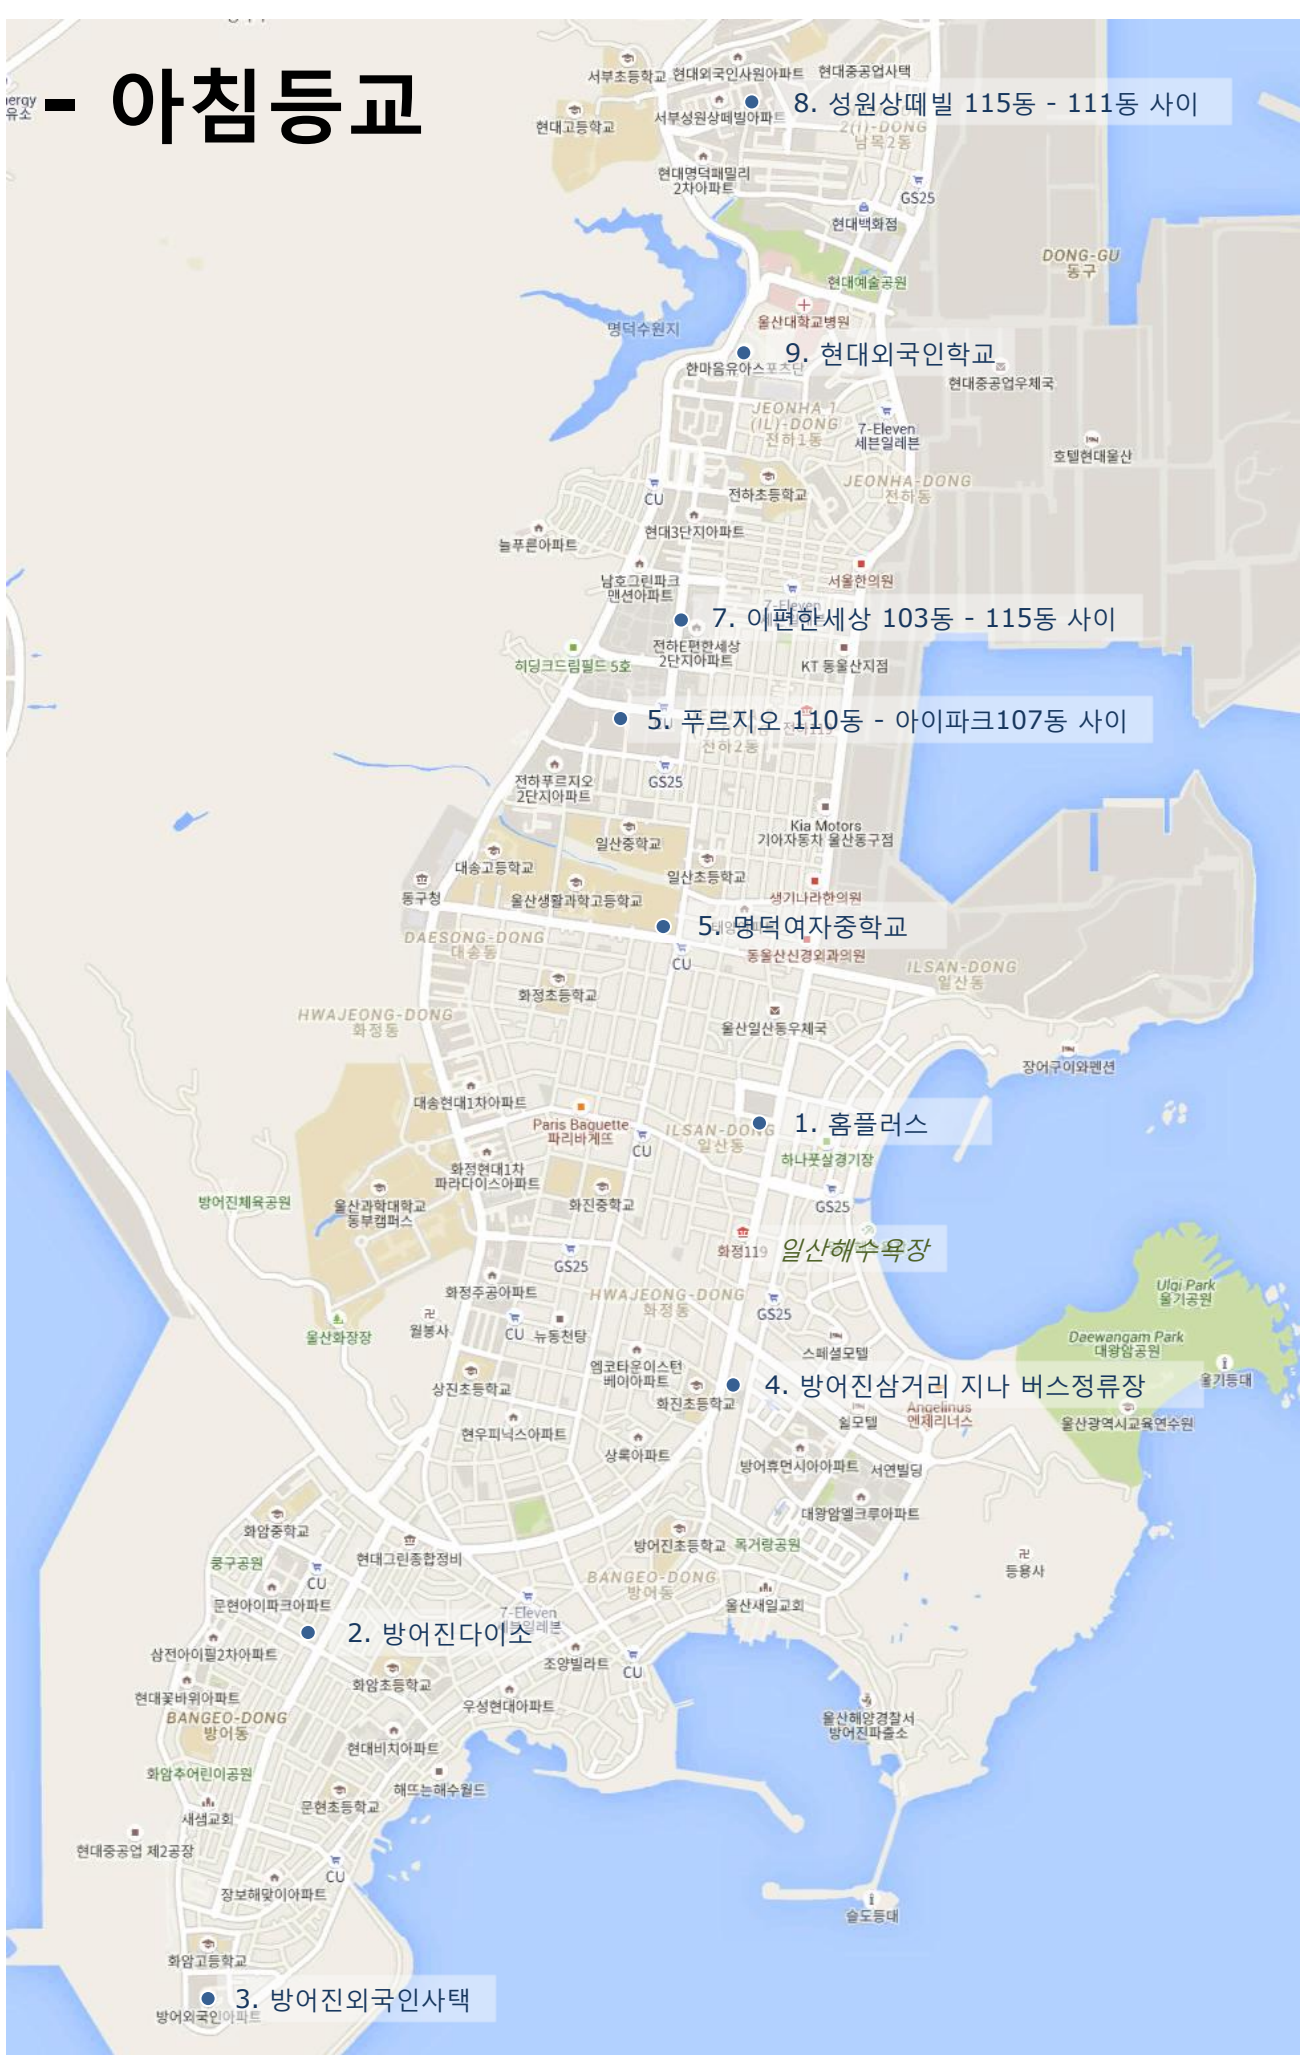 - 아침등교
서부초등학교
현대외국인사원아파트
현대중공업사택
현대고등학교
서부성원상떼빌아파트
8. 성원상떼빌 115동 - 111동 사이
2(I)-DONG
남목2동
현대명덕패밀리
2차아파트
GS25
현대백화점
DONG-GU
동구
현대예술공원
울산대학교병원
명덕수원지
9. 현대외국인학교
한마음유아스포츠단
현대중공업우체국
JEONHA 1
(IL)-DONG
전하1동
7-Eleven
세븐일레븐
호텔현대울산
CU
전하초등학교
JEONHA-DONG
전하동
현대3단지아파트
늘푸른아파트
남호그린파크
맨션아파트
서울한의원
7-Eleven
7. 이편한세상 103동 - 115동 사이
전하E편한세상
2단지아파트
히딩크드림필드 5호
KT 동울산지점
5. 푸르지오 110동 - 아이파크107동 사이
전하119
전하2동
전하푸르지오
2단지아파트
GS25
Kia Motors
기아자동차 울산동구점
일산중학교
대송고등학교
일산초등학교
동구청
울산생활과학고등학교
생기나라한의원
5. 명덕여자중학교
DAESONG-DONG
대송동
CU
동울산신경외과의원
ILSAN-DONG
일산동
화정초등학교
HWAJEONG-DONG
화정동
울산일산동우체국
장어구이와펜션
대송현대1차아파트
Paris Baguette
파리바게뜨
1. 홈플러스
ILSAN-DONG
일산동
CU
하나풋살경기장
화정현대1차
파라다이스아파트
방어진체육공원
울산과학대학교
동부캠퍼스
화진중학교
GS25
화정119
일산해수욕장
GS25
화정주공아파트
HWAJEONG-DONG
화정동
Ulgi Park
울기공원
GS25
월봉사
CU
뉴동천탕
울산화장장
Daewangam Park
대왕암공원
스페셜모텔
엠코타운이스턴
베이아파트
울기등대
상진초등학교
화진초등학교
4. 방어진삼거리 지나 버스정류장
Angelinus
엔제리너스
힐모텔
울산광역시교육연수원
현우피닉스아파트
상록아파트
방어휴먼시아아파트
서연빌딩
대왕암엘크루아파트
화암중학교
현대그린종합정비
방어진초등학교
목거랑공원
쿵구공원
CU
등용사
BANGEO-DONG
방어동
문현아이파크아파트
7-Eleven
세븐일레븐
울산새일교회
2. 방어진다이소
삼전아이필2차아파트
조양빌라트
CU
화암초등학교
현대꽃바위아파트
우성현대아파트
BANGEO-DONG
방어동
울산해양경찰서
방어진파출소
현대비치아파트
화암추어린이공원
해뜨는해수월드
새샘교회
문현초등학교
현대중공업 제2공장
CU
장보해맞이아파트
슬도등대
화암고등학교
3. 방어진외국인사택
방어외국인아파트